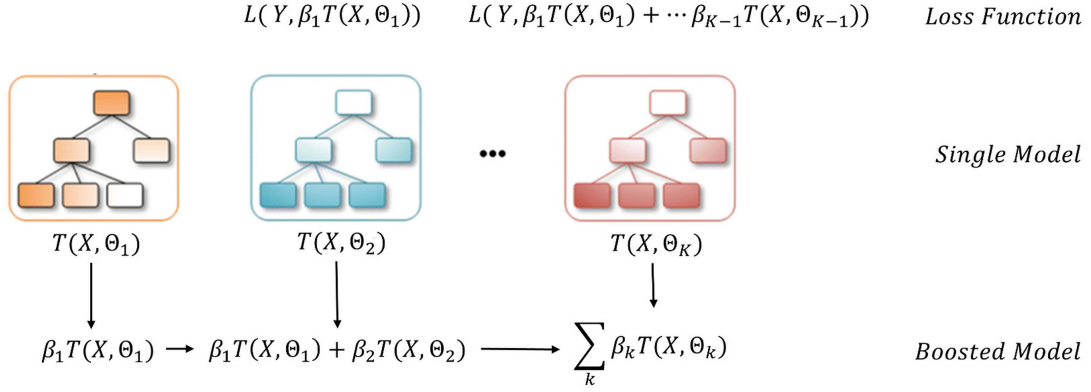 L( Y, β₁T(X, Θ₁)) L( Y, β₁T(X, Θ₁) + ⋯ β_{K−1}T(X, Θ_{K−1})) Loss Function
••• Single Model
T(X, Θ₁) T(X, Θ₂) T(X, Θ_K)
β₁T(X, Θ₁) → β₁T(X, Θ₁) + β₂T(X, Θ₂) → ∑_k β_kT(X, Θ_k) Boosted Model